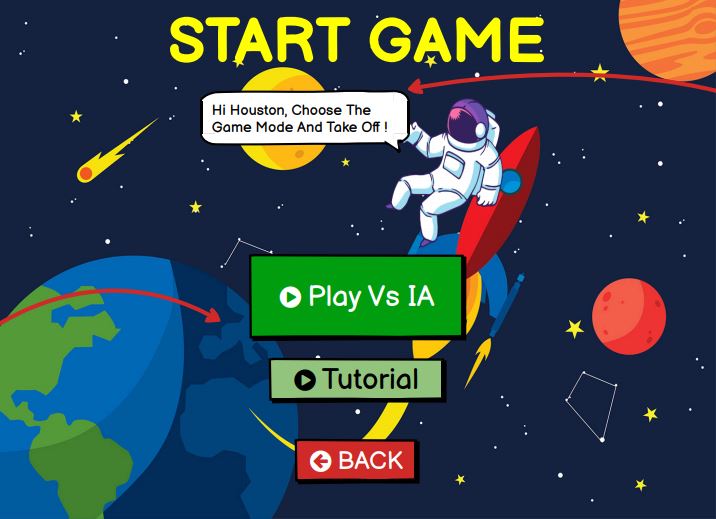 START GAME
Hi Houston, Choose The
Game Mode And Take Off !
Play Vs IA
Tutorial
BACK